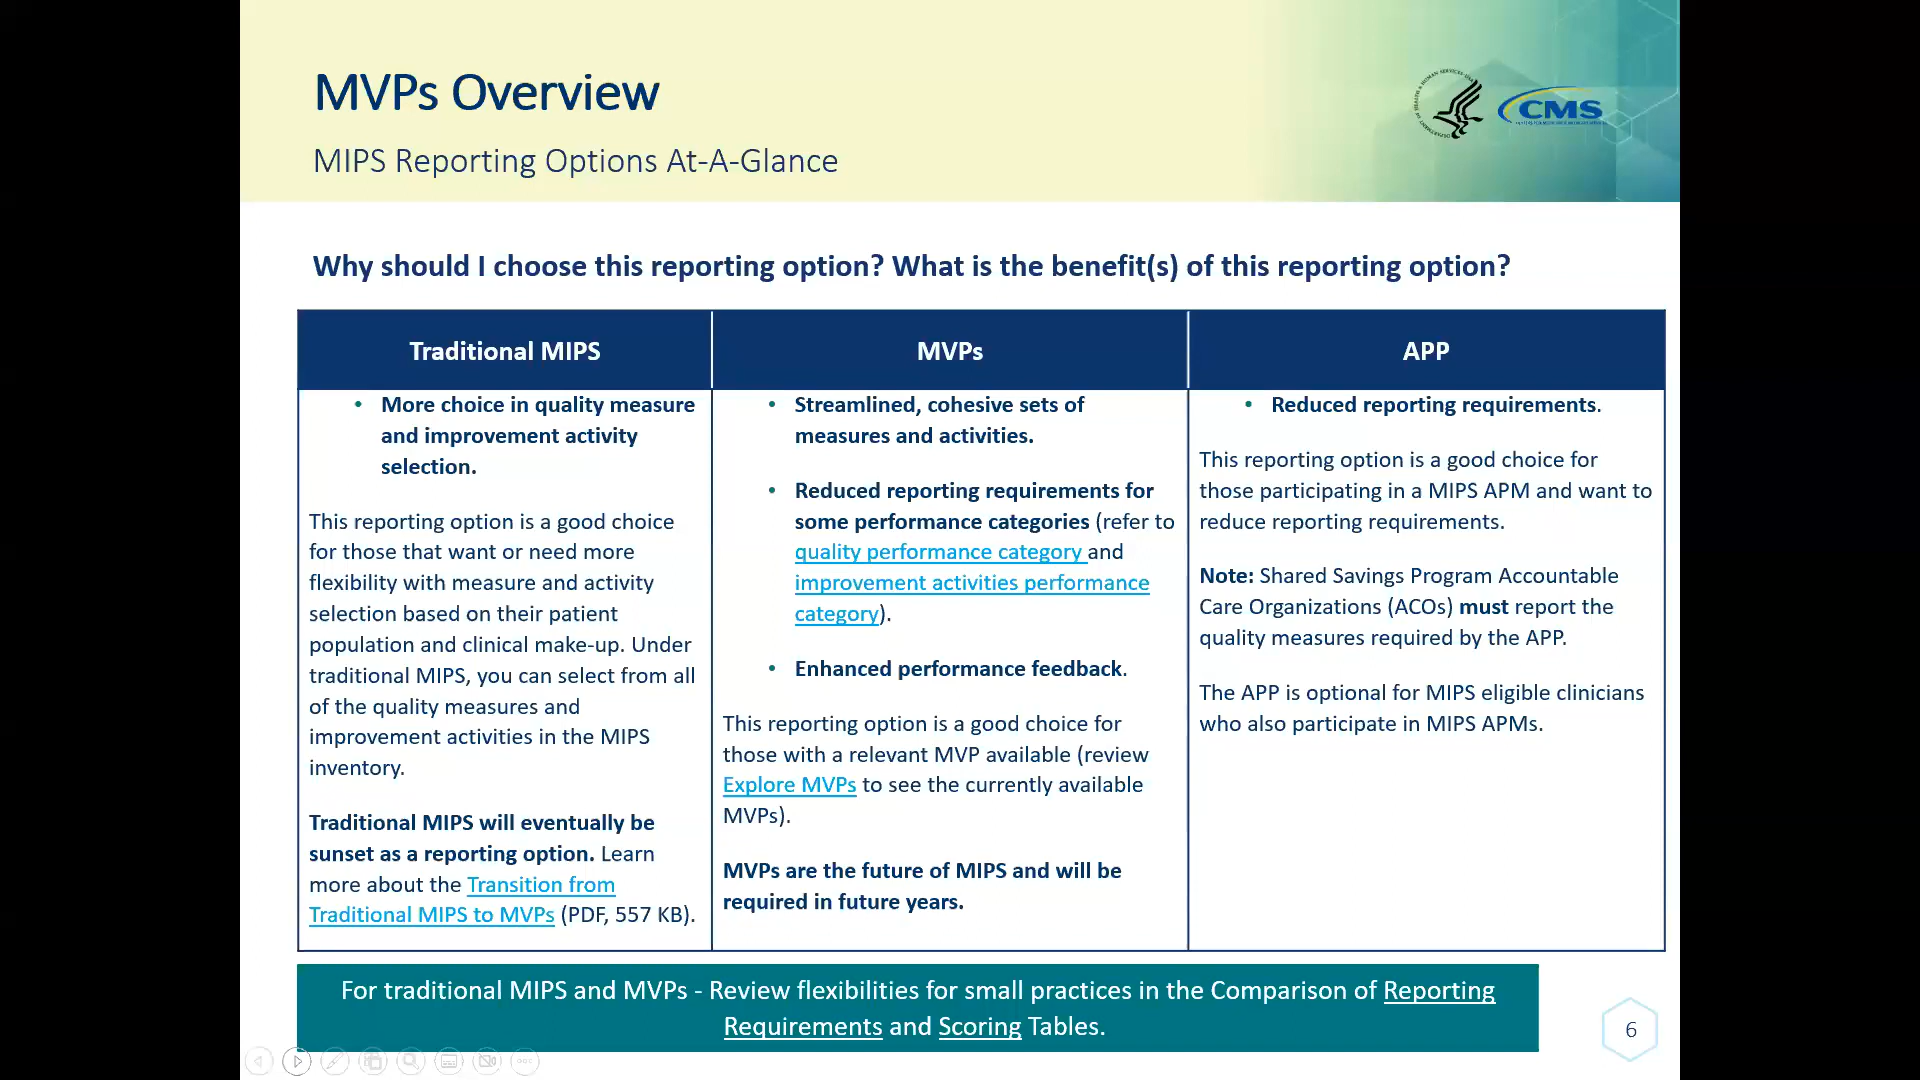 MVPs Overview
MIPS Reporting Options At-A-Glance
CMS
Why should I choose this reporting option? What is the benefit(s) of this reporting option?
Traditional MIPS
• More choice in quality measure
and improvement activity
selection.
This reporting option is a good choice
for those that want or need more
flexibility with measure and activity
selection based on their patient
population and clinical make-up. Under
traditional MIPS, you can select from all
of the quality measures and
improvement activities in the MIPS
inventory.
Traditional MIPS will eventually be
sunset as a reporting option. Learn
more about the Transition from
Traditional MIPS to MVPs (PDF, 557 KB).
MVPs
• Streamlined, cohesive sets of
measures and activities.
• Reduced reporting requirements for
some performance categories (refer to
quality performance category and
improvement activities performance
category).
• Enhanced performance feedback.
This reporting option is a good choice for
those with a relevant MVP available (review
Explore MVPs to see the currently available
MVPs).
MVPs are the future of MIPS and will be
required in future years.
APP
• Reduced reporting requirements.
This reporting option is a good choice for
those participating in a MIPS APM and want to
reduce reporting requirements.
Note: Shared Savings Program Accountable
Care Organizations (ACOs) must report the
quality measures required by the APP.
The APP is optional for MIPS eligible clinicians
who also participate in MIPS APMs.
For traditional MIPS and MVPs - Review flexibilities for small practices in the Comparison of Reporting
Requirements and Scoring Tables.
6